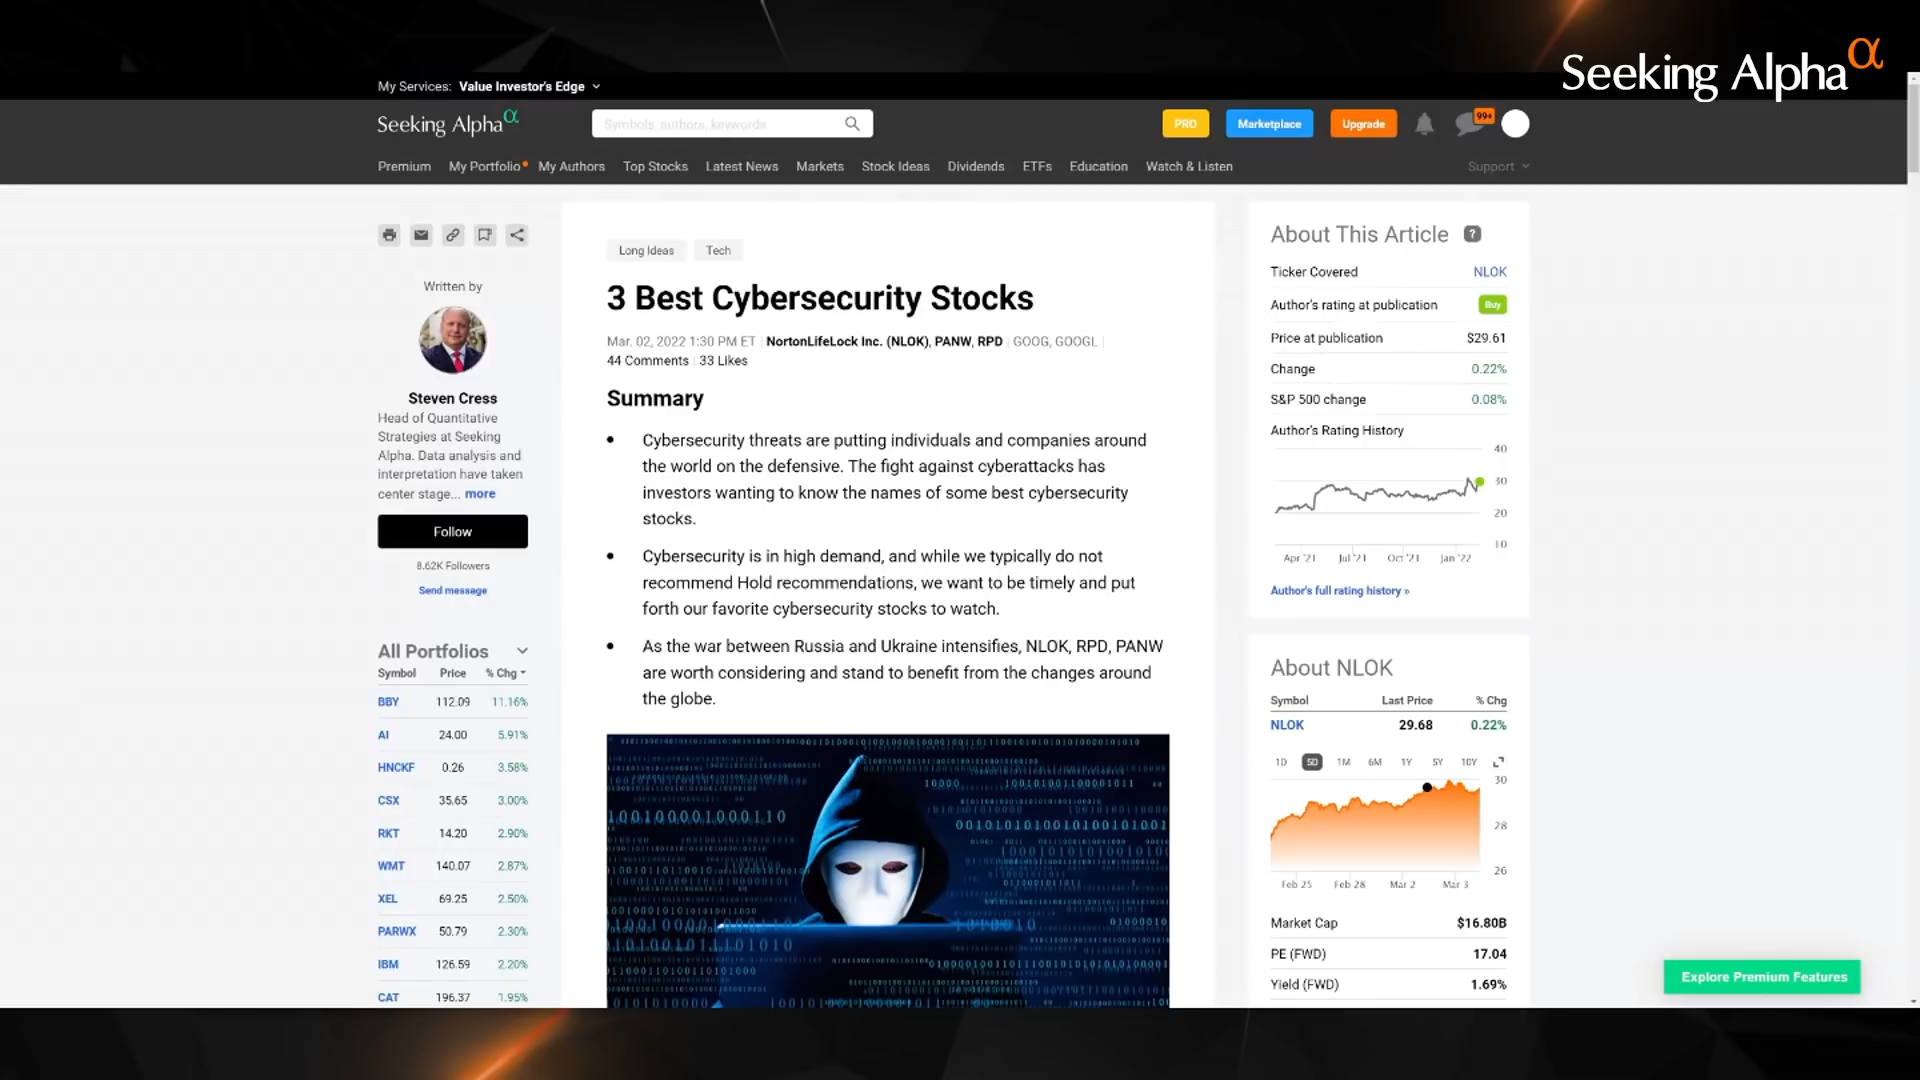 Seeking Alpha α
My Services: Value Investor's Edge
Seeking Alpha α
Symbols, authors, keywords
PRO
Marketplace
Upgrade
99+
Premium
My Portfolio
My Authors
Top Stocks
Latest News
Markets
Stock Ideas
Dividends
ETFs
Education
Watch & Listen
Support
Written by
Steven Cress
Head of Quantitative
Strategies at Seeking
Alpha. Data analysis and
interpretation have taken
center stage... more
Follow
8.62K Followers
Send message
All Portfolios
Symbol Price % Chg
BBY 112.09 11.16%
AI 24.00 5.91%
HNCKF 0.26 3.58%
CSX 35.65 3.00%
RKT 14.20 2.90%
WMT 140.07 2.87%
XEL 69.25 2.50%
PARWX 50.79 2.30%
IBM 126.59 2.20%
CAT 196.37 1.95%
Long Ideas
Tech
3 Best Cybersecurity Stocks
Mar. 02, 2022 1:30 PM ET | NortonLifeLock Inc. (NLOK), PANW, RPD | GOOG, GOOGL |
44 Comments | 33 Likes
Summary
• Cybersecurity threats are putting individuals and companies around
the world on the defensive. The fight against cyberattacks has
investors wanting to know the names of some best cybersecurity
stocks.
• Cybersecurity is in high demand, and while we typically do not
recommend Hold recommendations, we want to be timely and put
forth our favorite cybersecurity stocks to watch.
• As the war between Russia and Ukraine intensifies, NLOK, RPD, PANW
are worth considering and stand to benefit from the changes around
the globe.
About This Article ?
Ticker Covered NLOK
Author's rating at publication Buy
Price at publication $29.61
Change 0.22%
S&P 500 change 0.08%
Author's Rating History
40
30
20
10
Apr '21 Jul '21 Oct '21 Jan '22
Author's full rating history »
About NLOK
Symbol Last Price % Chg
NLOK 29.68 0.22%
1D 5D 1M 6M 1Y 5Y 10Y
30
28
26
Feb 25 Feb 28 Mar 2 Mar 3
Market Cap $16.80B
PE (FWD) 17.04
Yield (FWD) 1.69%
Explore Premium Features